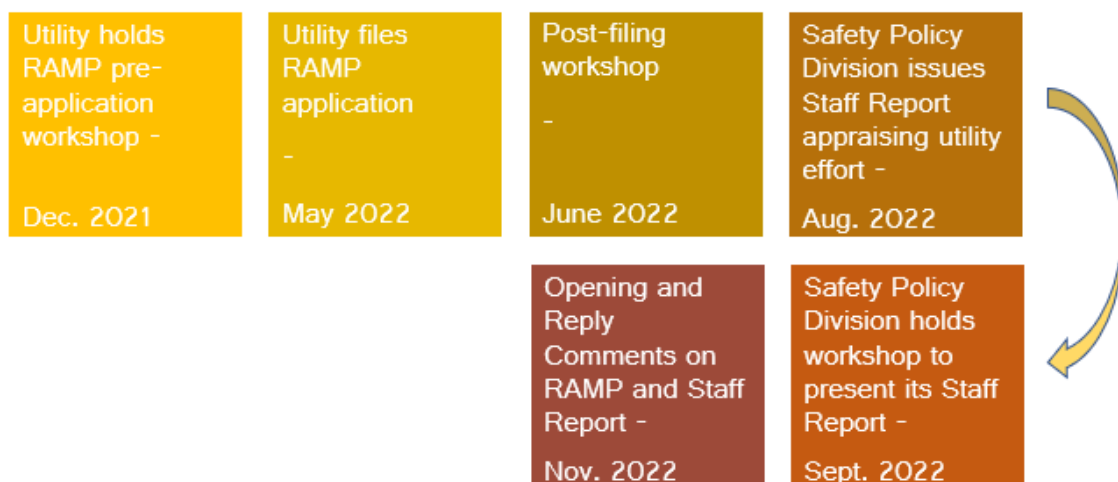 Utility holds
RAMP pre-
application
workshop -
Dec. 2021
Utility files
RAMP
application
-
May 2022
Post-filing
workshop
-
June 2022
Safety Policy
Division issues
Staff Report
appraising utility
effort -
Aug. 2022
Safety Policy
Division holds
workshop to
present its Staff
Report -
Sept. 2022
Opening and
Reply
Comments on
RAMP and Staff
Report -
Nov. 2022